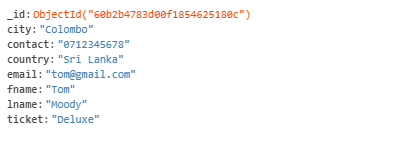 _id:ObjectId("60b2b4783d00f1854625180c")
city:"Colombo"
contact:"0712345678"
country:"Sri Lanka"
email:"tom@gmail.com"
fname:"Tom"
lname:"Moody"
ticket:"Deluxe"